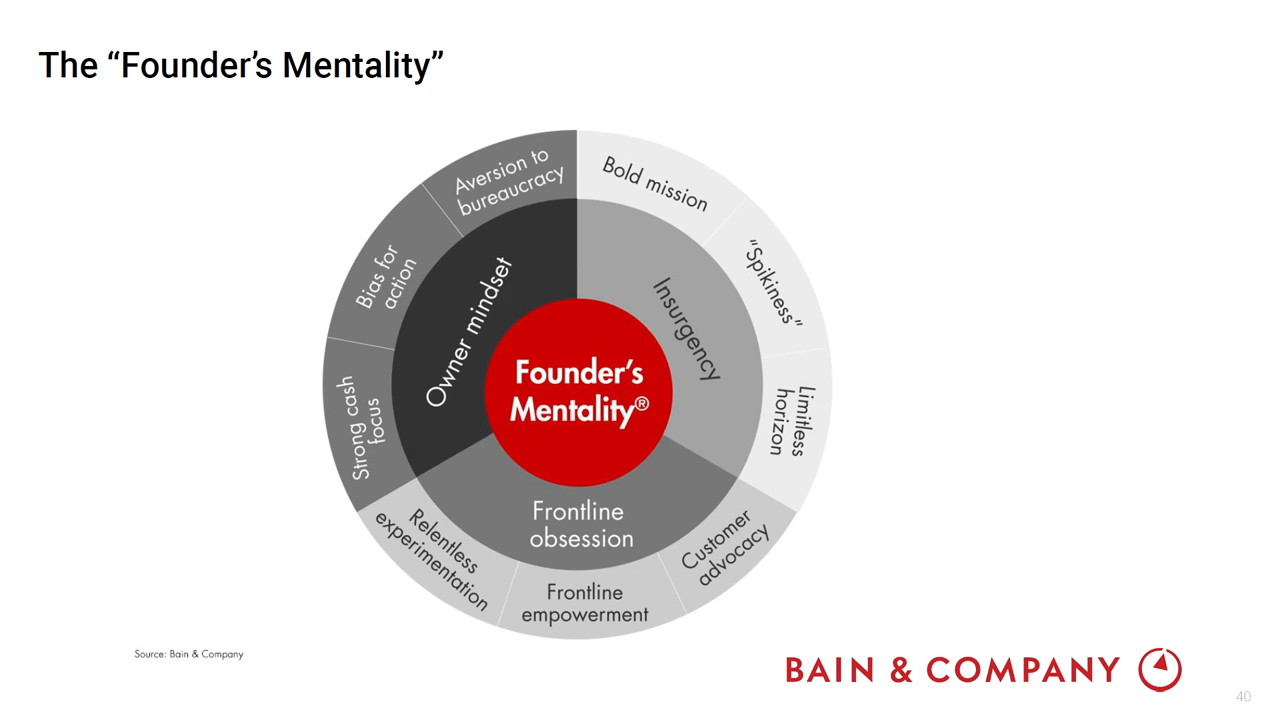 The “Founder’s Mentality”
Aversion to
bureaucracy
Bold mission
“Spikiness”
Limitless
horizon
Customer
advocacy
Frontline
empowerment
Relentless
experimentation
Strong cash
focus
Bias for
action
Owner mindset
Insurgency
Frontline
obsession
Founder’s
Mentality®
Source: Bain & Company
BAIN & COMPANY
40